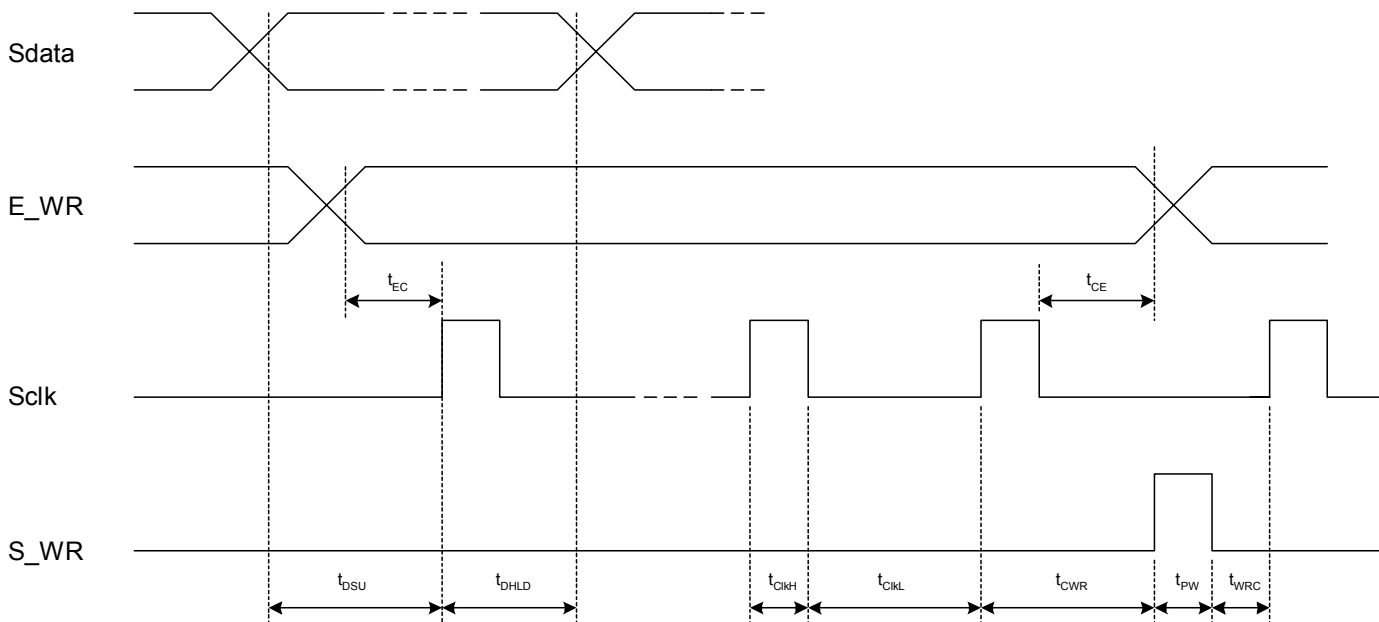 Sdata
E_WR
tEC
tCE
Sclk
S_WR
tDSU
tDHLD
tClkH
tClkL
tCWR
tPW
tWRC